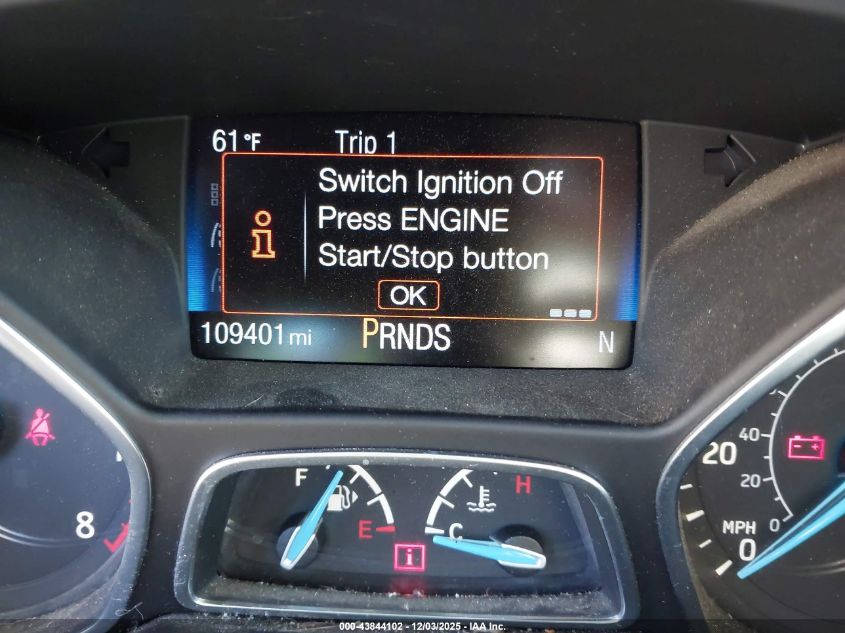 61°F Trip 1
Switch Ignition Off
Press ENGINE
Start/Stop button
OK
109401 mi PRNDS N
F E
C H
8
20 40
20
MPH 0
0
000-43844102 - 12/03/2025 - IAA Inc.